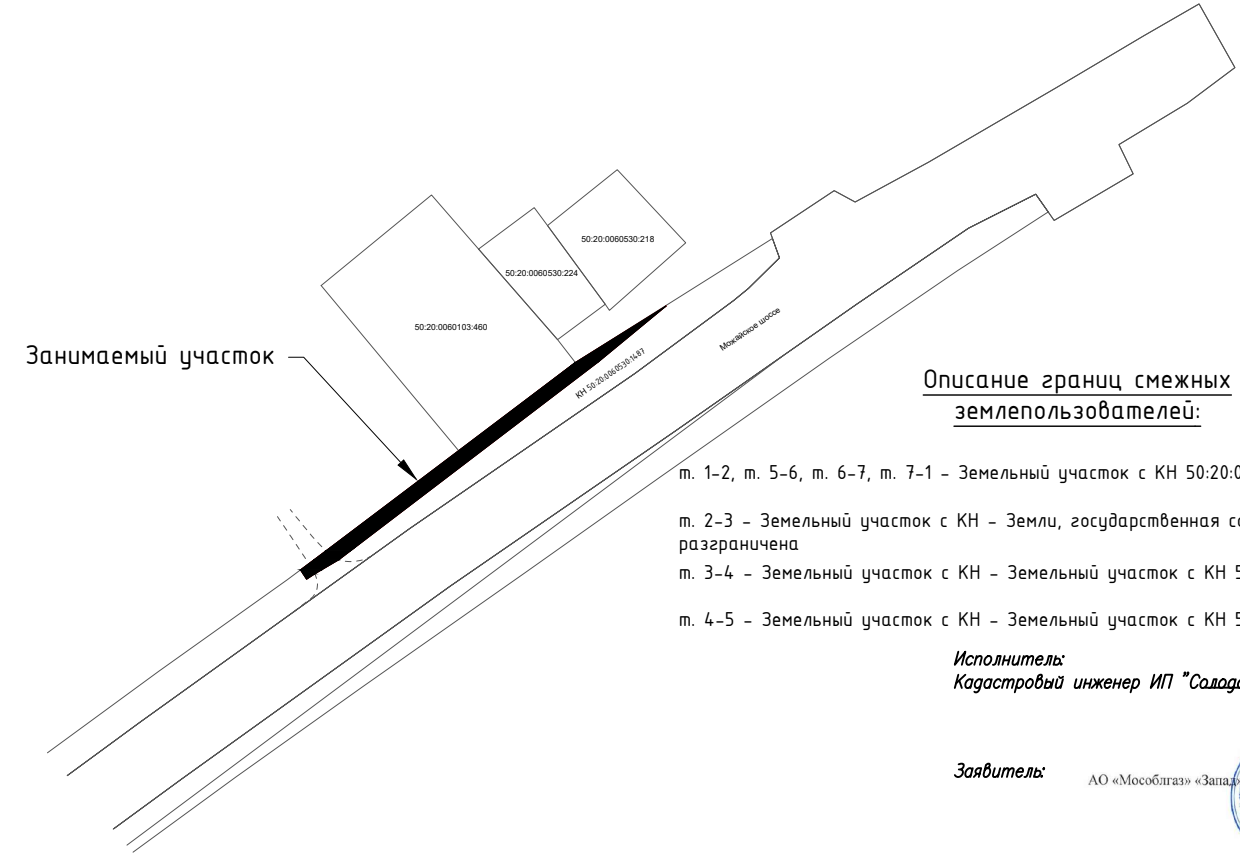 50:20:0060530:218
50:20:0060530:224
50:20:0060103:460
Занимаемый участок
Можайское шоссе
КН 50:20:0060530:1487
Описание границ смежных
землепользователей:
т. 1-2, т. 5-6, т. 6-7, т. 7-1 - Земельный участок с КН 50:20:0
т. 2-3 - Земельный участок с КН - Земли, государственная со
разграничена
т. 3-4 - Земельный участок с КН - Земельный участок с КН 5
т. 4-5 - Земельный участок с КН - Земельный участок с КН 5
Исполнитель:
Кадастровый инженер ИП "Солода
Заявитель:
АО «Мособлгаз» «Запад»